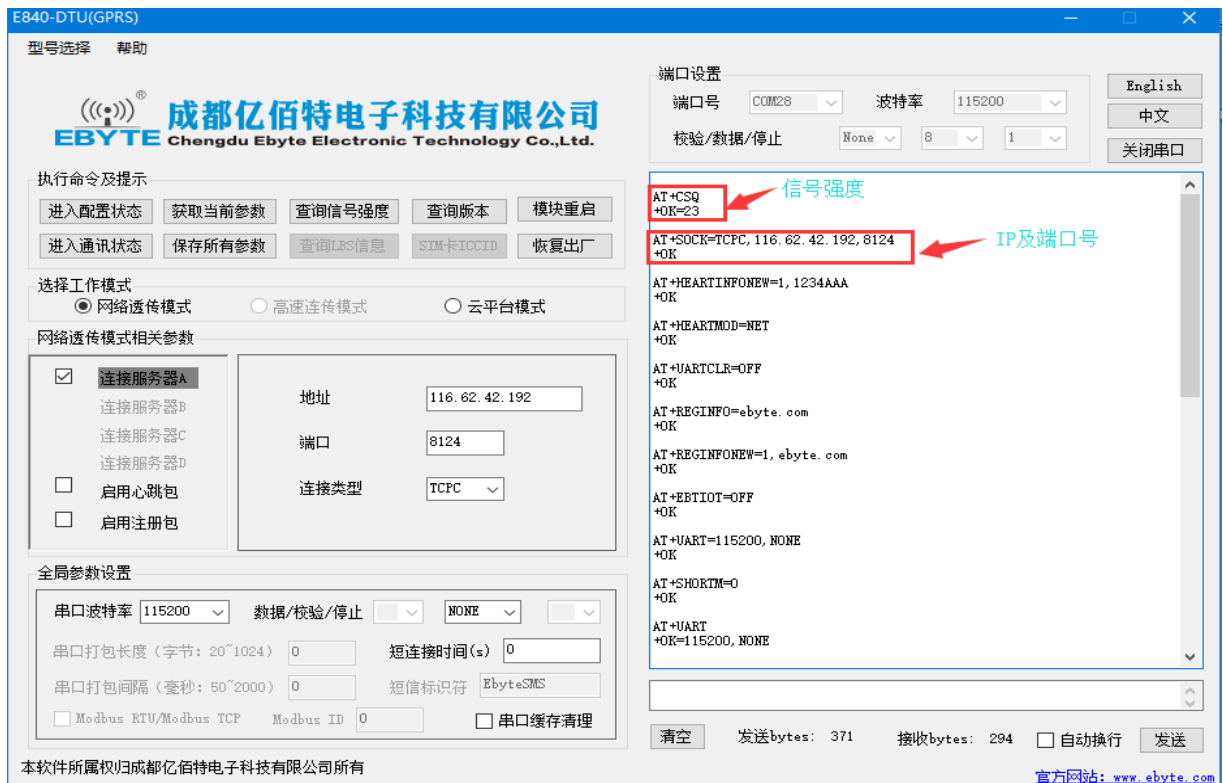 E840-DTU(GPRS)
型号选择 帮助
EBYTE ®
成都亿佰特电子科技有限公司
Chengdu Ebyte Electronic Technology Co.,Ltd.
端口设置
端口号 COM28 波特率 115200
校验/数据/停止 None 8 1
English
中文
关闭串口
执行命令及提示
进入配置状态 获取当前参数 查询信号强度 查询版本 模块重启
进入通讯状态 保存所有参数 查询LBS信息 SIM卡ICCID 恢复出厂
选择工作模式
网络透传模式 高速连传模式 云平台模式
网络透传模式相关参数
连接服务器A
连接服务器B
连接服务器C
连接服务器D
启用心跳包
启用注册包
地址 116.62.42.192
端口 8124
连接类型 TCPC
全局参数设置
串口波特率 115200 数据/校验/停止 NONE
串口打包长度(字节：20~1024) 0 短连接时间(s) 0
串口打包间隔(毫秒：50~2000) 0 短信标识符 EbyteSMS
Modbus RTU/Modbus TCP Modbus ID 0 串口缓存清理
本软件所属权归成都亿佰特电子科技有限公司所有
AT+CSQ
+OK=23
信号强度
AT+SOCK=TCPC,116.62.42.192,8124
+OK
IP及端口号
AT+HEARTINFONEW=1,1234AAA
+OK
AT+HEARTMOD=NET
+OK
AT+UARTCLR=OFF
+OK
AT+REGINFO=ebyte.com
+OK
AT+REGINFONEW=1,ebyte.com
+OK
AT+EBTIOT=OFF
+OK
AT+UART=115200,NONE
+OK
AT+SHORTM=0
+OK
AT+UART
+OK=115200,NONE
清空 发送bytes: 371 接收bytes: 294 自动换行 发送
官方网站：www.ebyte.com